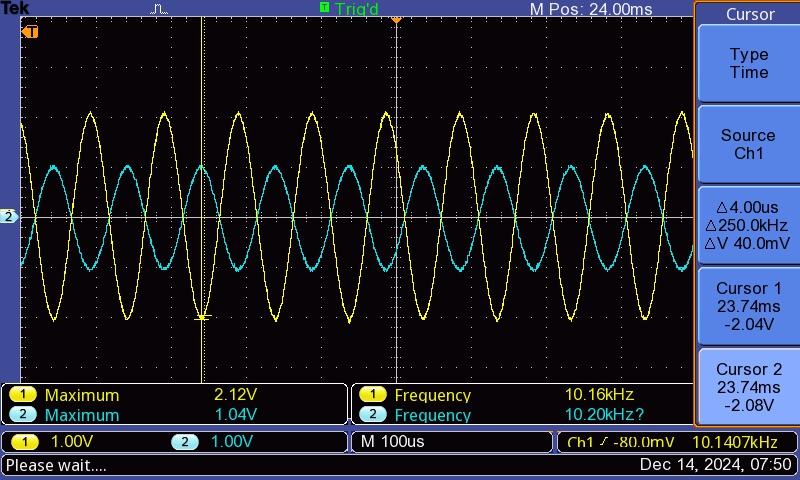 Tek T Trig'd M Pos: 24.00ms
T
2
Cursor
Type
Time
Source
Ch1
Δ4.00us
Δ250.0kHz
ΔV 40.0mV
Cursor 1
23.74ms
-2.04V
Cursor 2
23.74ms
-2.08V
1 Maximum 2.12V
2 Maximum 1.04V
1 Frequency 10.16kHz
2 Frequency 10.20kHz?
1 1.00V 2 1.00V M 100us Ch1 / -80.0mV 10.1407kHz
Please wait.... Dec 14, 2024, 07:50